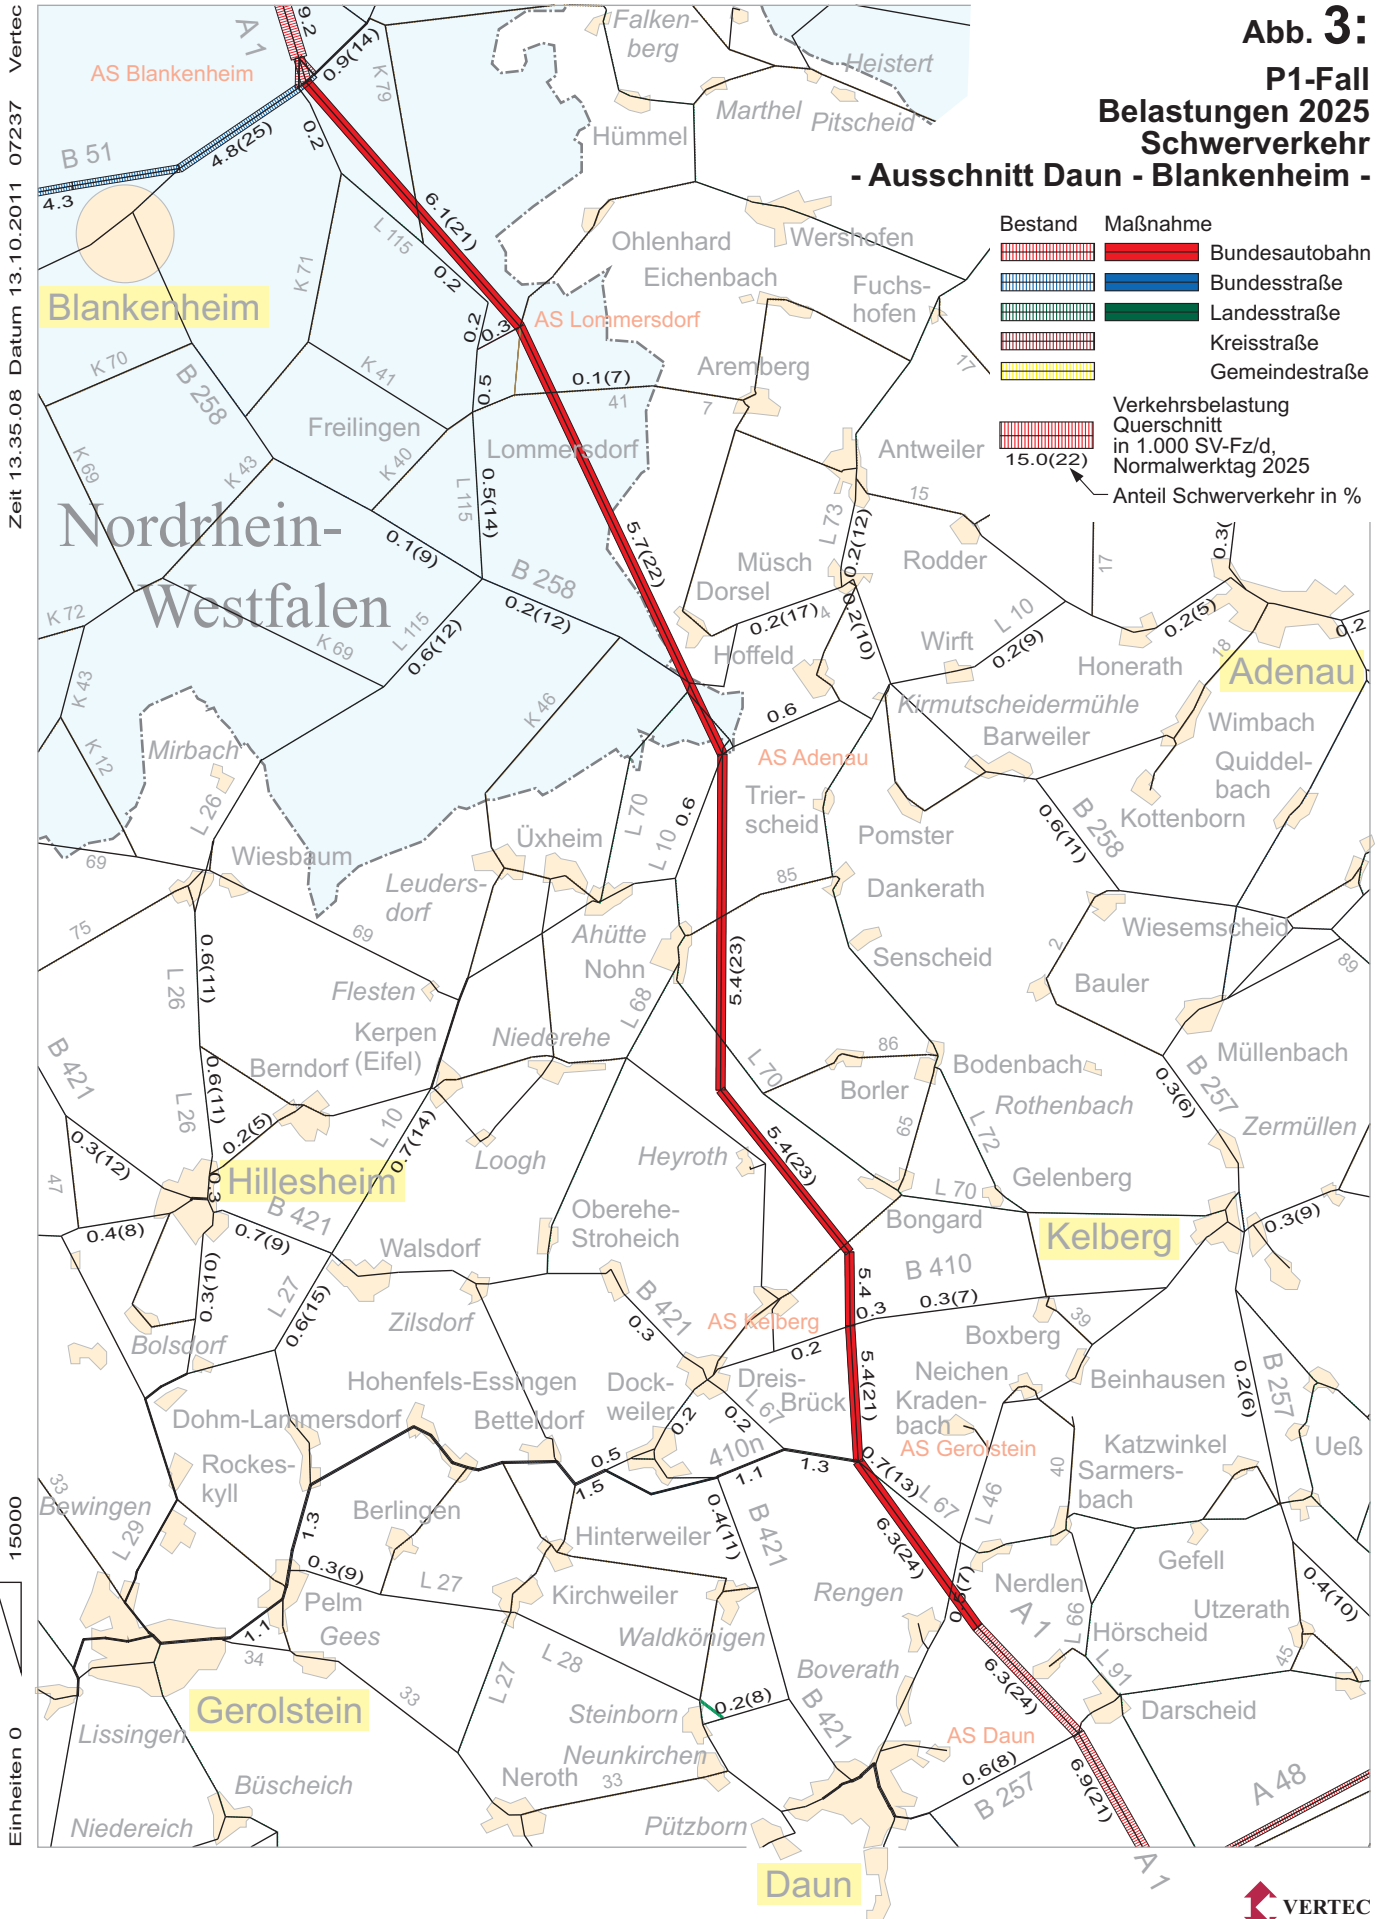 Abb. 3:
P1-Fall
Belastungen 2025
Schwerverkehr
- Ausschnitt Daun - Blankenheim -
Bestand Maßnahme
Bundesautobahn
Bundesstraße
Landesstraße
Kreisstraße
Gemeindestraße
Verkehrsbelastung
Querschnitt
in 1.000 SV-Fz/d,
Normalwerktag 2025
15.0(22)
Anteil Schwerverkehr in %
Zeit 13.35.08 Datum 13.10.2011 07237 Vertec
Einheiten 0 15000
A 1
9.2
0.9(14)
AS Blankenheim
K 79
B 51
4.8(25)
0.2
4.3
Falken-
berg
Heistert
Marthel
Pitscheid
Hümmel
6.1(21)
L 115
0.2
K 71
Ohlenhard
Wershofen
Eichenbach
Fuchs-
hofen
Blankenheim
AS Lommersdorf
0.2
0.3
17
K 70
K 41
B 258
0.5
0.1(7)
41
7
Aremberg
Freilingen
Lommersdorf
Antweiler
K 69
K 43
K 40
L 115
0.5(14)
15
L 73
0.2(12)
Nordrhein-
Westfalen
0.1(9)
B 258
5.7(22)
Müsch
Rodder
17
0.3(
Dorsel
0.2(12)
0.2(17)
4
0.2(10)
L 10
0.2(5)
K 72
K 69
L 115
0.6(12)
Hoffeld
Wirft
0.2(9)
Honerath
18
0.2
Adenau
K 43
K 46
0.6
Kirmutscheidermühle
Barweiler
Wimbach
K 12
Mirbach
AS Adenau
Quiddel-
bach
L 26
L 70
L 10
0.6
Trier-
scheid
Pomster
0.6(11)
B 258
Kottenborn
69
Wiesbaum
Üxheim
Leuders-
dorf
85
Dankerath
75
0.6(11)
69
Ahütte
Nohn
5.4(23)
Senscheid
2
Wiesemscheid
L 26
Flesten
L 68
Bauler
89
Kerpen
(Eifel)
Niederehe
86
B 421
Berndorf
L 70
Borler
Bodenbach
Müllenbach
0.6(11)
L 26
L 10
0.7(14)
Rothenbach
0.3(6)
B 257
0.3(12)
0.2(5)
65
L 72
Zermüllen
Loogh
Heyroth
5.4(23)
47
Hillesheim
0.3
Gelenberg
L 70
0.4(8)
B 421
0.7(9)
Oberehe-
Stroheich
Bongard
Kelberg
0.3(9)
Walsdorf
0.3(10)
L 27
0.6(15)
B 410
5.4
B 421
0.3
0.3
0.3(7)
AS Kelberg
39
Bolsdorf
Zilsdorf
0.2
Boxberg
B 257
0.2(6)
Hohenfels-Essingen
Dock-
weiler
Dreis-
Brück
5.4(21)
Neichen
Kraden-
bach
Beinhausen
Dohm-Lammersdorf
Betteldorf
0.2
0.2
L 67
AS Gerolstein
Katzwinkel
Sarmers-
bach
Ueß
40
Rockes-
kyll
0.5
410n
1.1
1.3
0.7(13)
L 67
L 46
33
Bewingen
1.3
Berlingen
1.5
Hinterweiler
0.4(11)
B 421
6.3(24)
Gefell
L 29
0.3(9)
L 27
Kirchweiler
Rengen
0.6(7)
Nerdlen
0.4(10)
Pelm
1.1
Gees
Waldkönigen
A 1
L 66
Hörscheid
Utzerath
34
L 27
L 28
Boverath
6.3(24)
L 91
45
33
Gerolstein
0.2(8)
Steinborn
B 421
Darscheid
Lissingen
Neunkirchen
AS Daun
0.6(8)
Büscheich
Neroth
33
6.9(21)
A 48
B 257
Niedereich
Pützborn
Daun
A 1
VERTEC